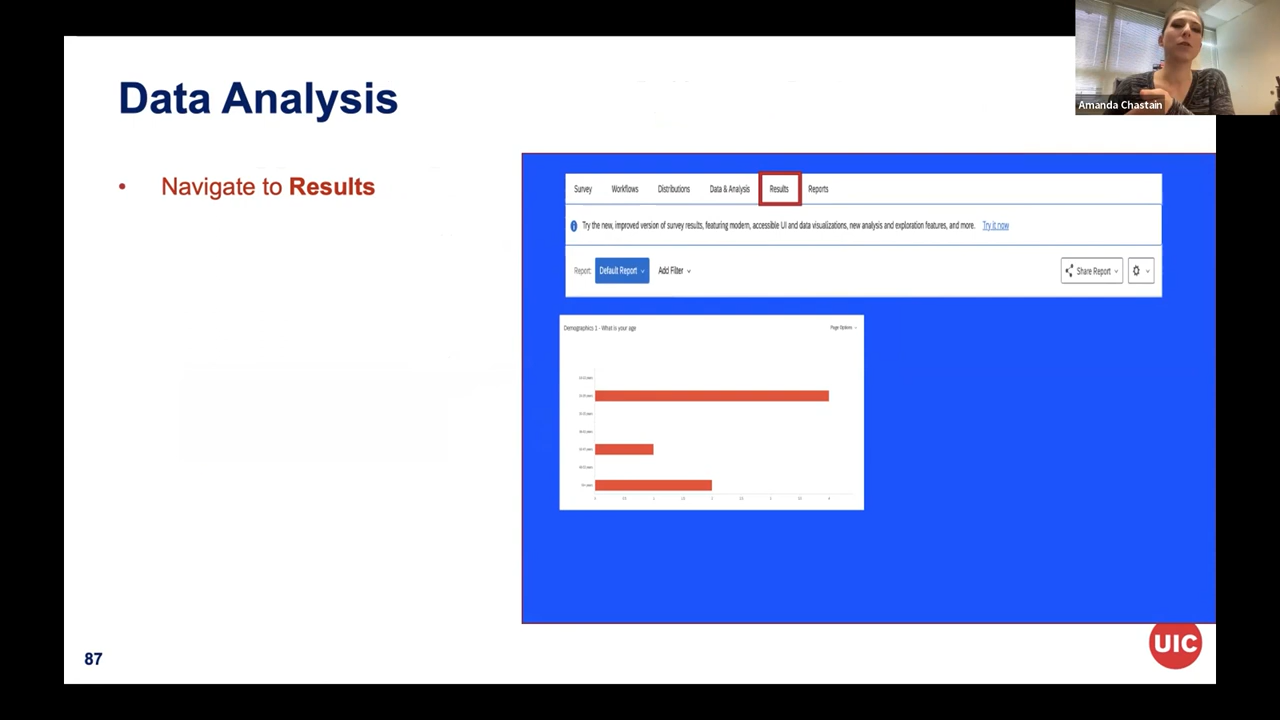 Data Analysis
Amanda Chastain
• Navigate to Results
Survey Workflows Distributions Data & Analysis Results Reports
Try the new, improved version of survey results, featuring modern, accessible UI and data visualizations, new analysis and exploration features, and more. Try it now
Report: Default Report Add Filter Share Report
Demographics 1 - What is your age
Page Options
87
UIC